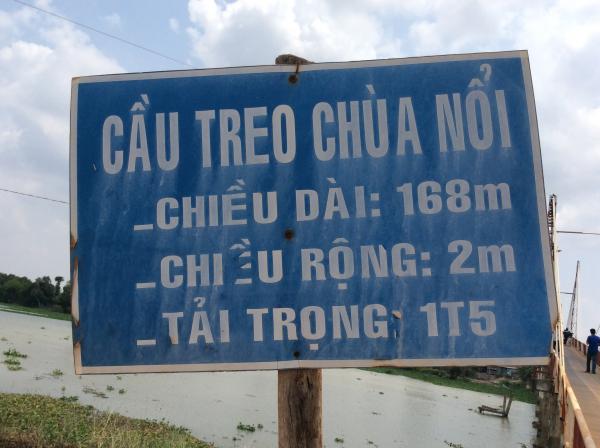 CẦU TREO CHÙA NỔI
_CHIỀU DÀI: 168m
_CHIỀU RỘNG: 2m
_TẢI TRỌNG: 1T5